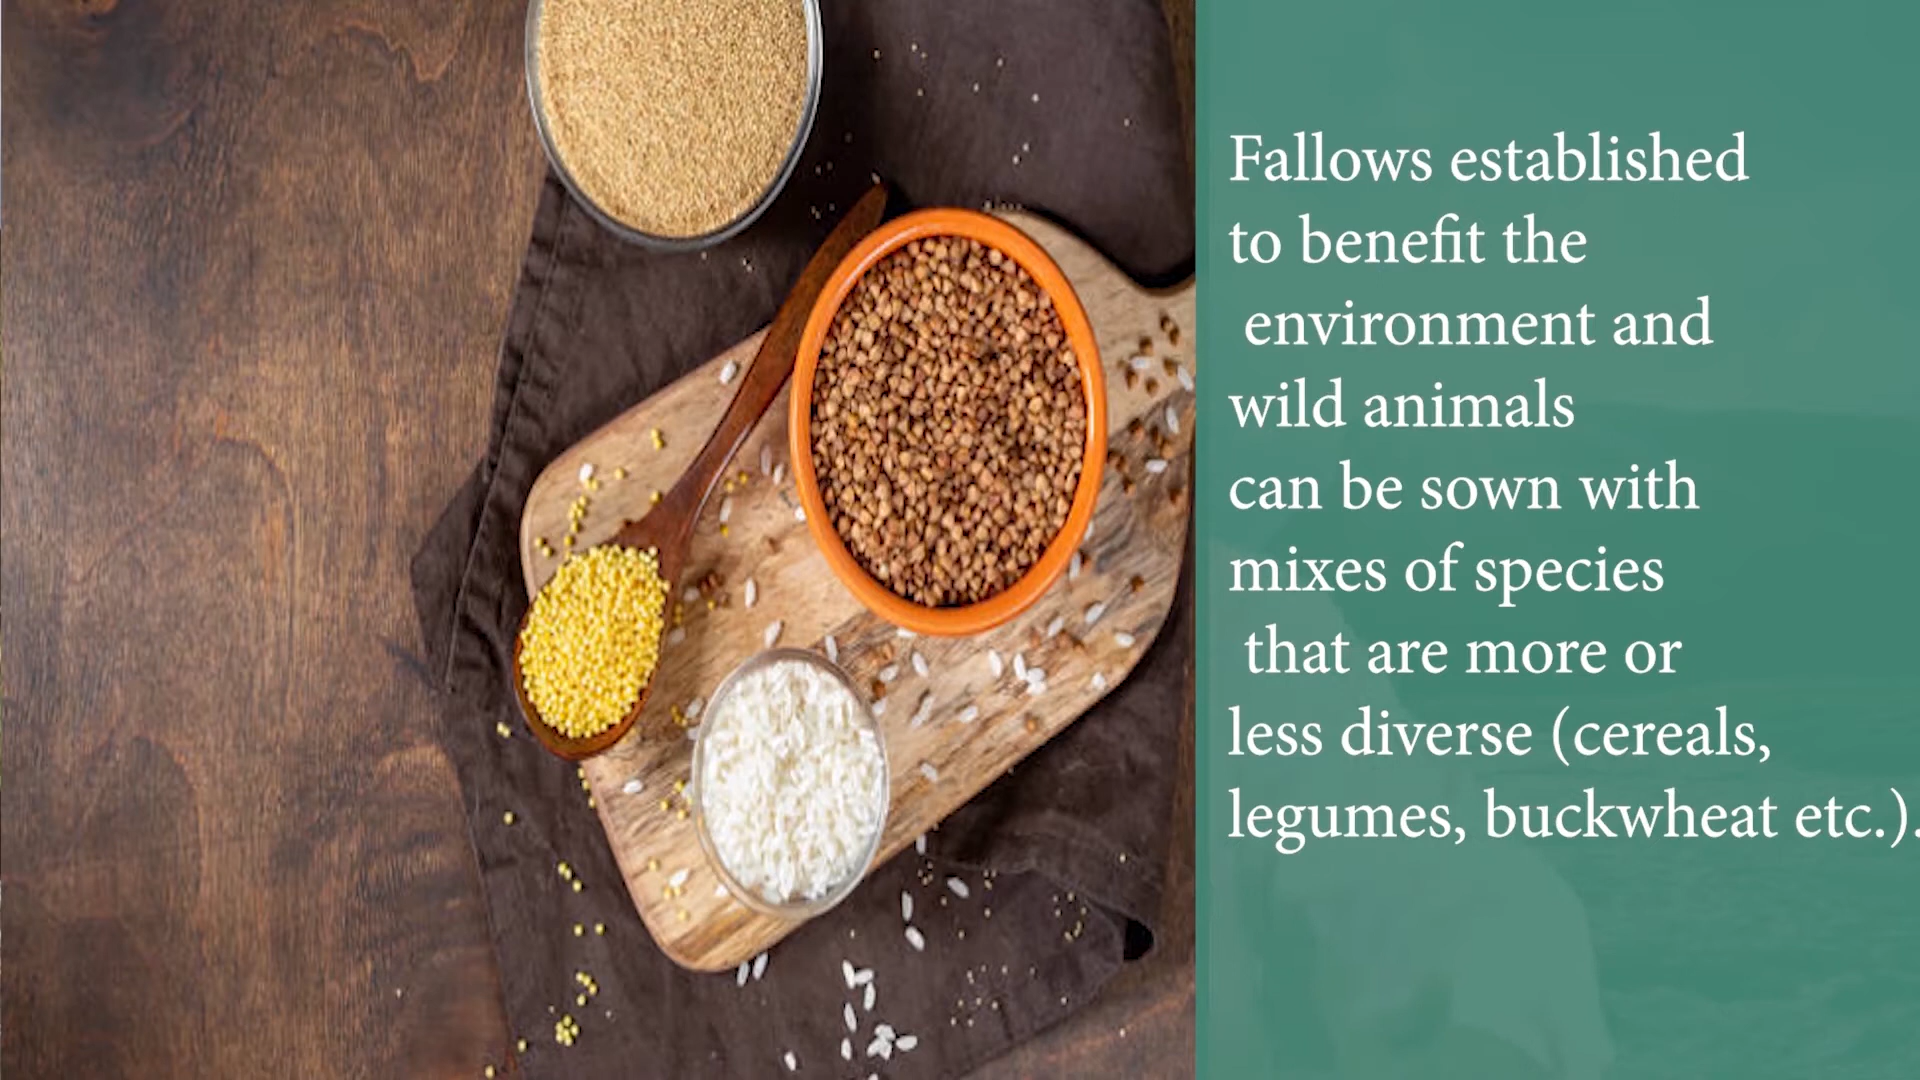 Fallows established
to benefit the
environment and
wild animals
can be sown with
mixes of species
that are more or
less diverse (cereals,
legumes, buckwheat etc.).